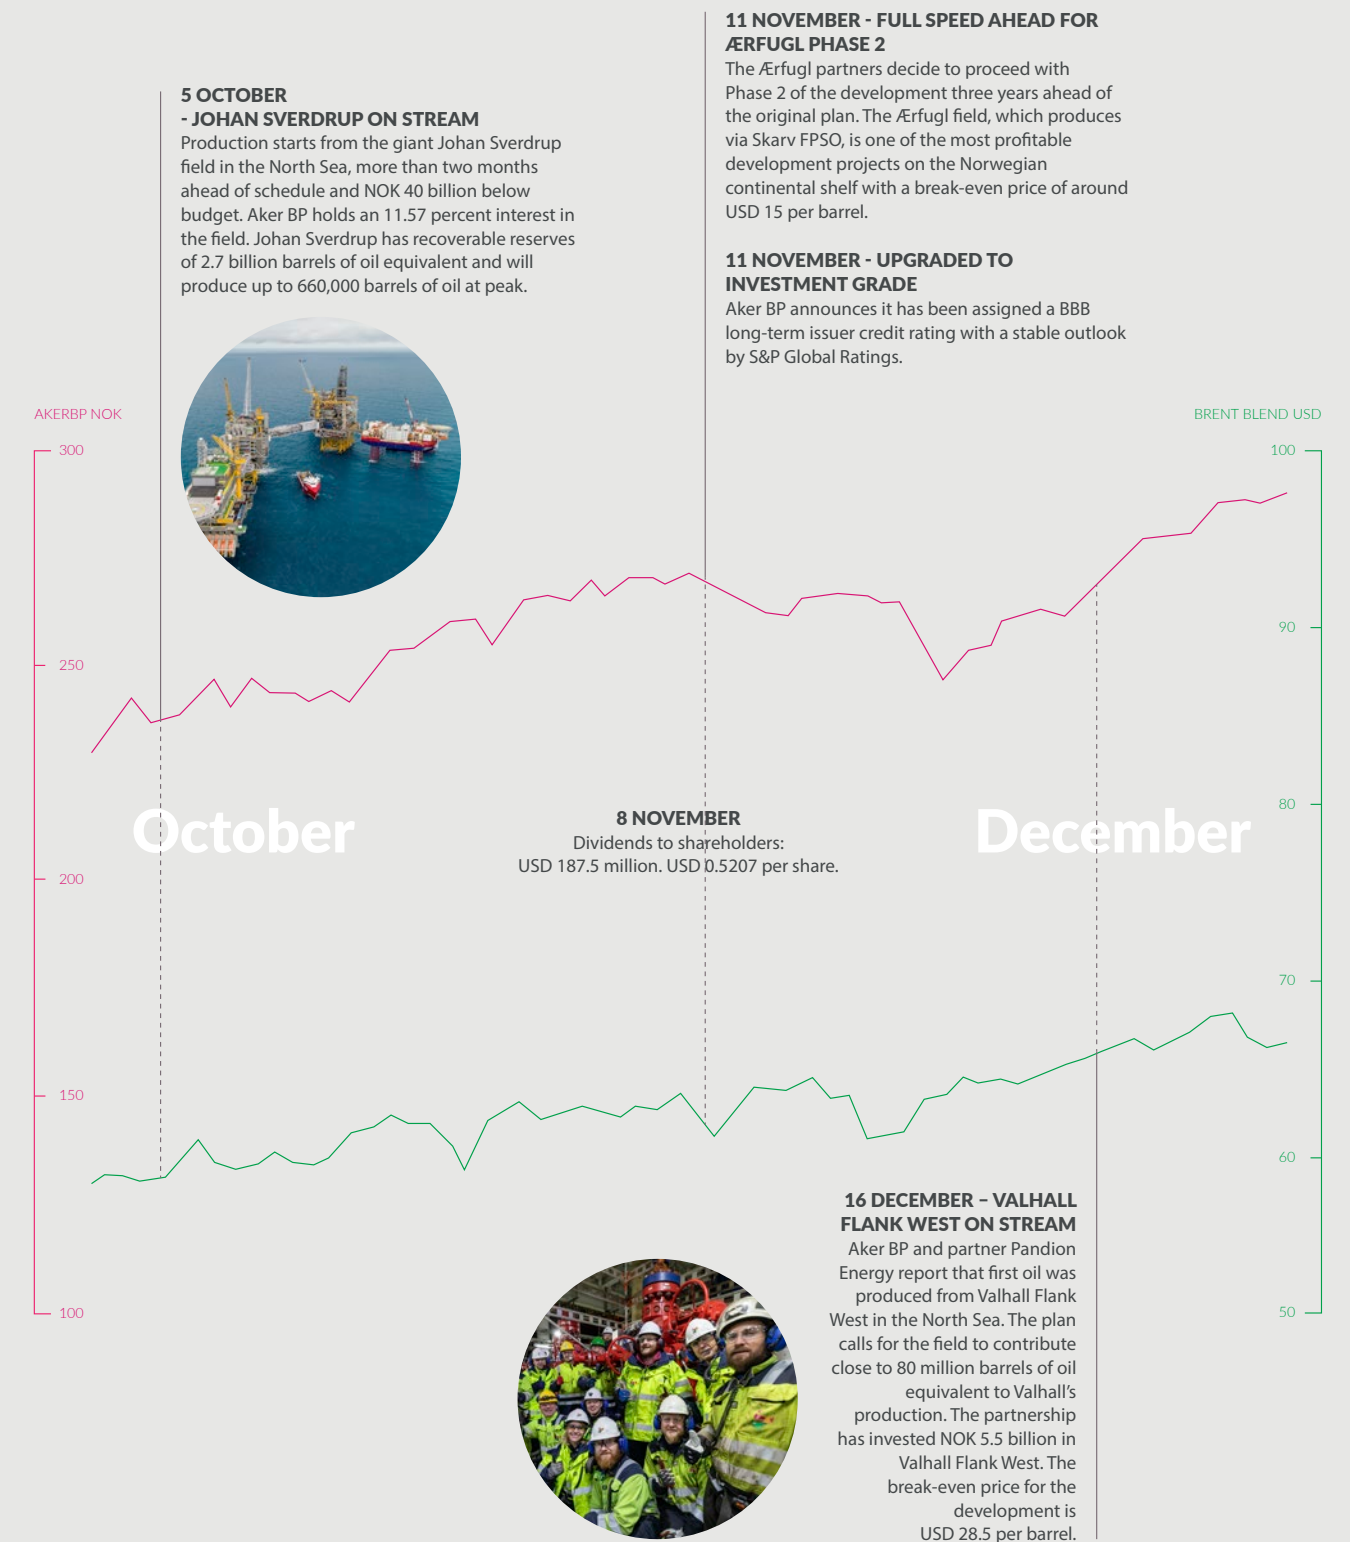 11 NOVEMBER - FULL SPEED AHEAD FOR
ÆRFUGL PHASE 2
The Ærfugl partners decide to proceed with
Phase 2 of the development three years ahead of
the original plan. The Ærfugl field, which produces
via Skarv FPSO, is one of the most profitable
development projects on the Norwegian
continental shelf with a break-even price of around
USD 15 per barrel.
5 OCTOBER
- JOHAN SVERDRUP ON STREAM
Production starts from the giant Johan Sverdrup
field in the North Sea, more than two months
ahead of schedule and NOK 40 billion below
budget. Aker BP holds an 11.57 percent interest in
the field. Johan Sverdrup has recoverable reserves
of 2.7 billion barrels of oil equivalent and will
produce up to 660,000 barrels of oil at peak.
11 NOVEMBER - UPGRADED TO
INVESTMENT GRADE
Aker BP announces it has been assigned a BBB
long-term issuer credit rating with a stable outlook
by S&P Global Ratings.
AKERBP NOK
300
250
200
150
100
BRENT BLEND USD
100
90
80
70
60
50
October
8 NOVEMBER
Dividends to shareholders:
USD 187.5 million. USD 0.5207 per share.
December
16 DECEMBER – VALHALL
FLANK WEST ON STREAM
Aker BP and partner Pandion
Energy report that first oil was
produced from Valhall Flank
West in the North Sea. The plan
calls for the field to contribute
close to 80 million barrels of oil
equivalent to Valhall's
production. The partnership
has invested NOK 5.5 billion in
Valhall Flank West. The
break-even price for the
development is
USD 28.5 per barrel.